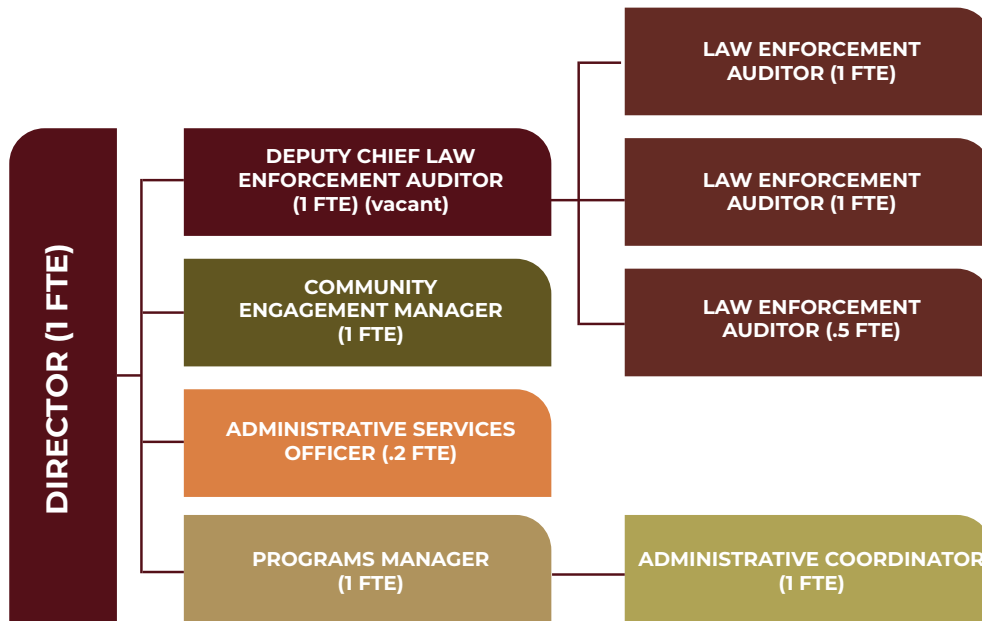 DIRECTOR (1 FTE)
DEPUTY CHIEF LAW
ENFORCEMENT AUDITOR
(1 FTE) (vacant)
LAW ENFORCEMENT
AUDITOR (1 FTE)
LAW ENFORCEMENT
AUDITOR (1 FTE)
LAW ENFORCEMENT
AUDITOR (.5 FTE)
COMMUNITY
ENGAGEMENT MANAGER
(1 FTE)
ADMINISTRATIVE SERVICES
OFFICER (.2 FTE)
PROGRAMS MANAGER
(1 FTE)
ADMINISTRATIVE COORDINATOR
(1 FTE)